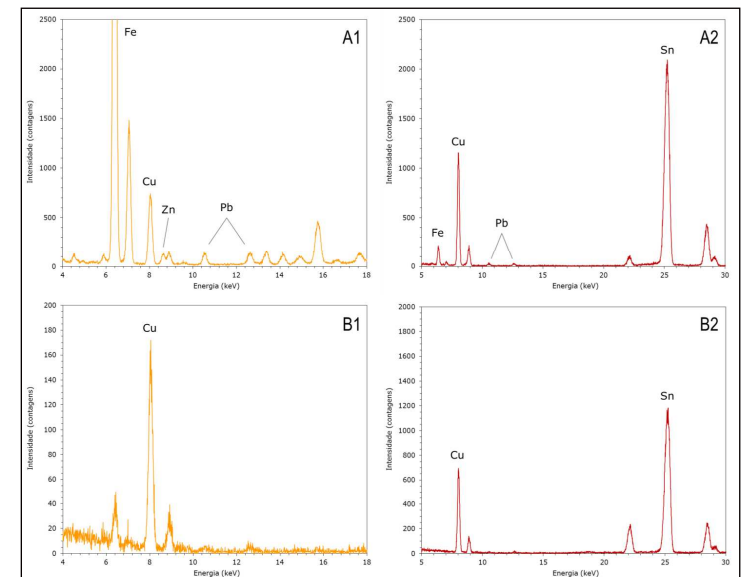 A1
Fe
Cu
Zn
Pb
Intensidade (contagens)
2500
2000
1500
1000
500
0
4 6 8 10 12 14 16 18
Energia (keV)
A2
Sn
Cu
Fe
Pb
Intensidade (contagens)
2500
2000
1500
1000
500
0
5 10 15 20 25 30
Energia (keV)
B1
Cu
Intensidade (contagens)
200
180
160
140
120
100
80
60
40
20
0
4 6 8 10 12 14 16 18
Energia (keV)
B2
Sn
Cu
Intensidade (contagens)
2000
1800
1600
1400
1200
1000
800
600
400
200
0
5 10 15 20 25 30
Energia (keV)